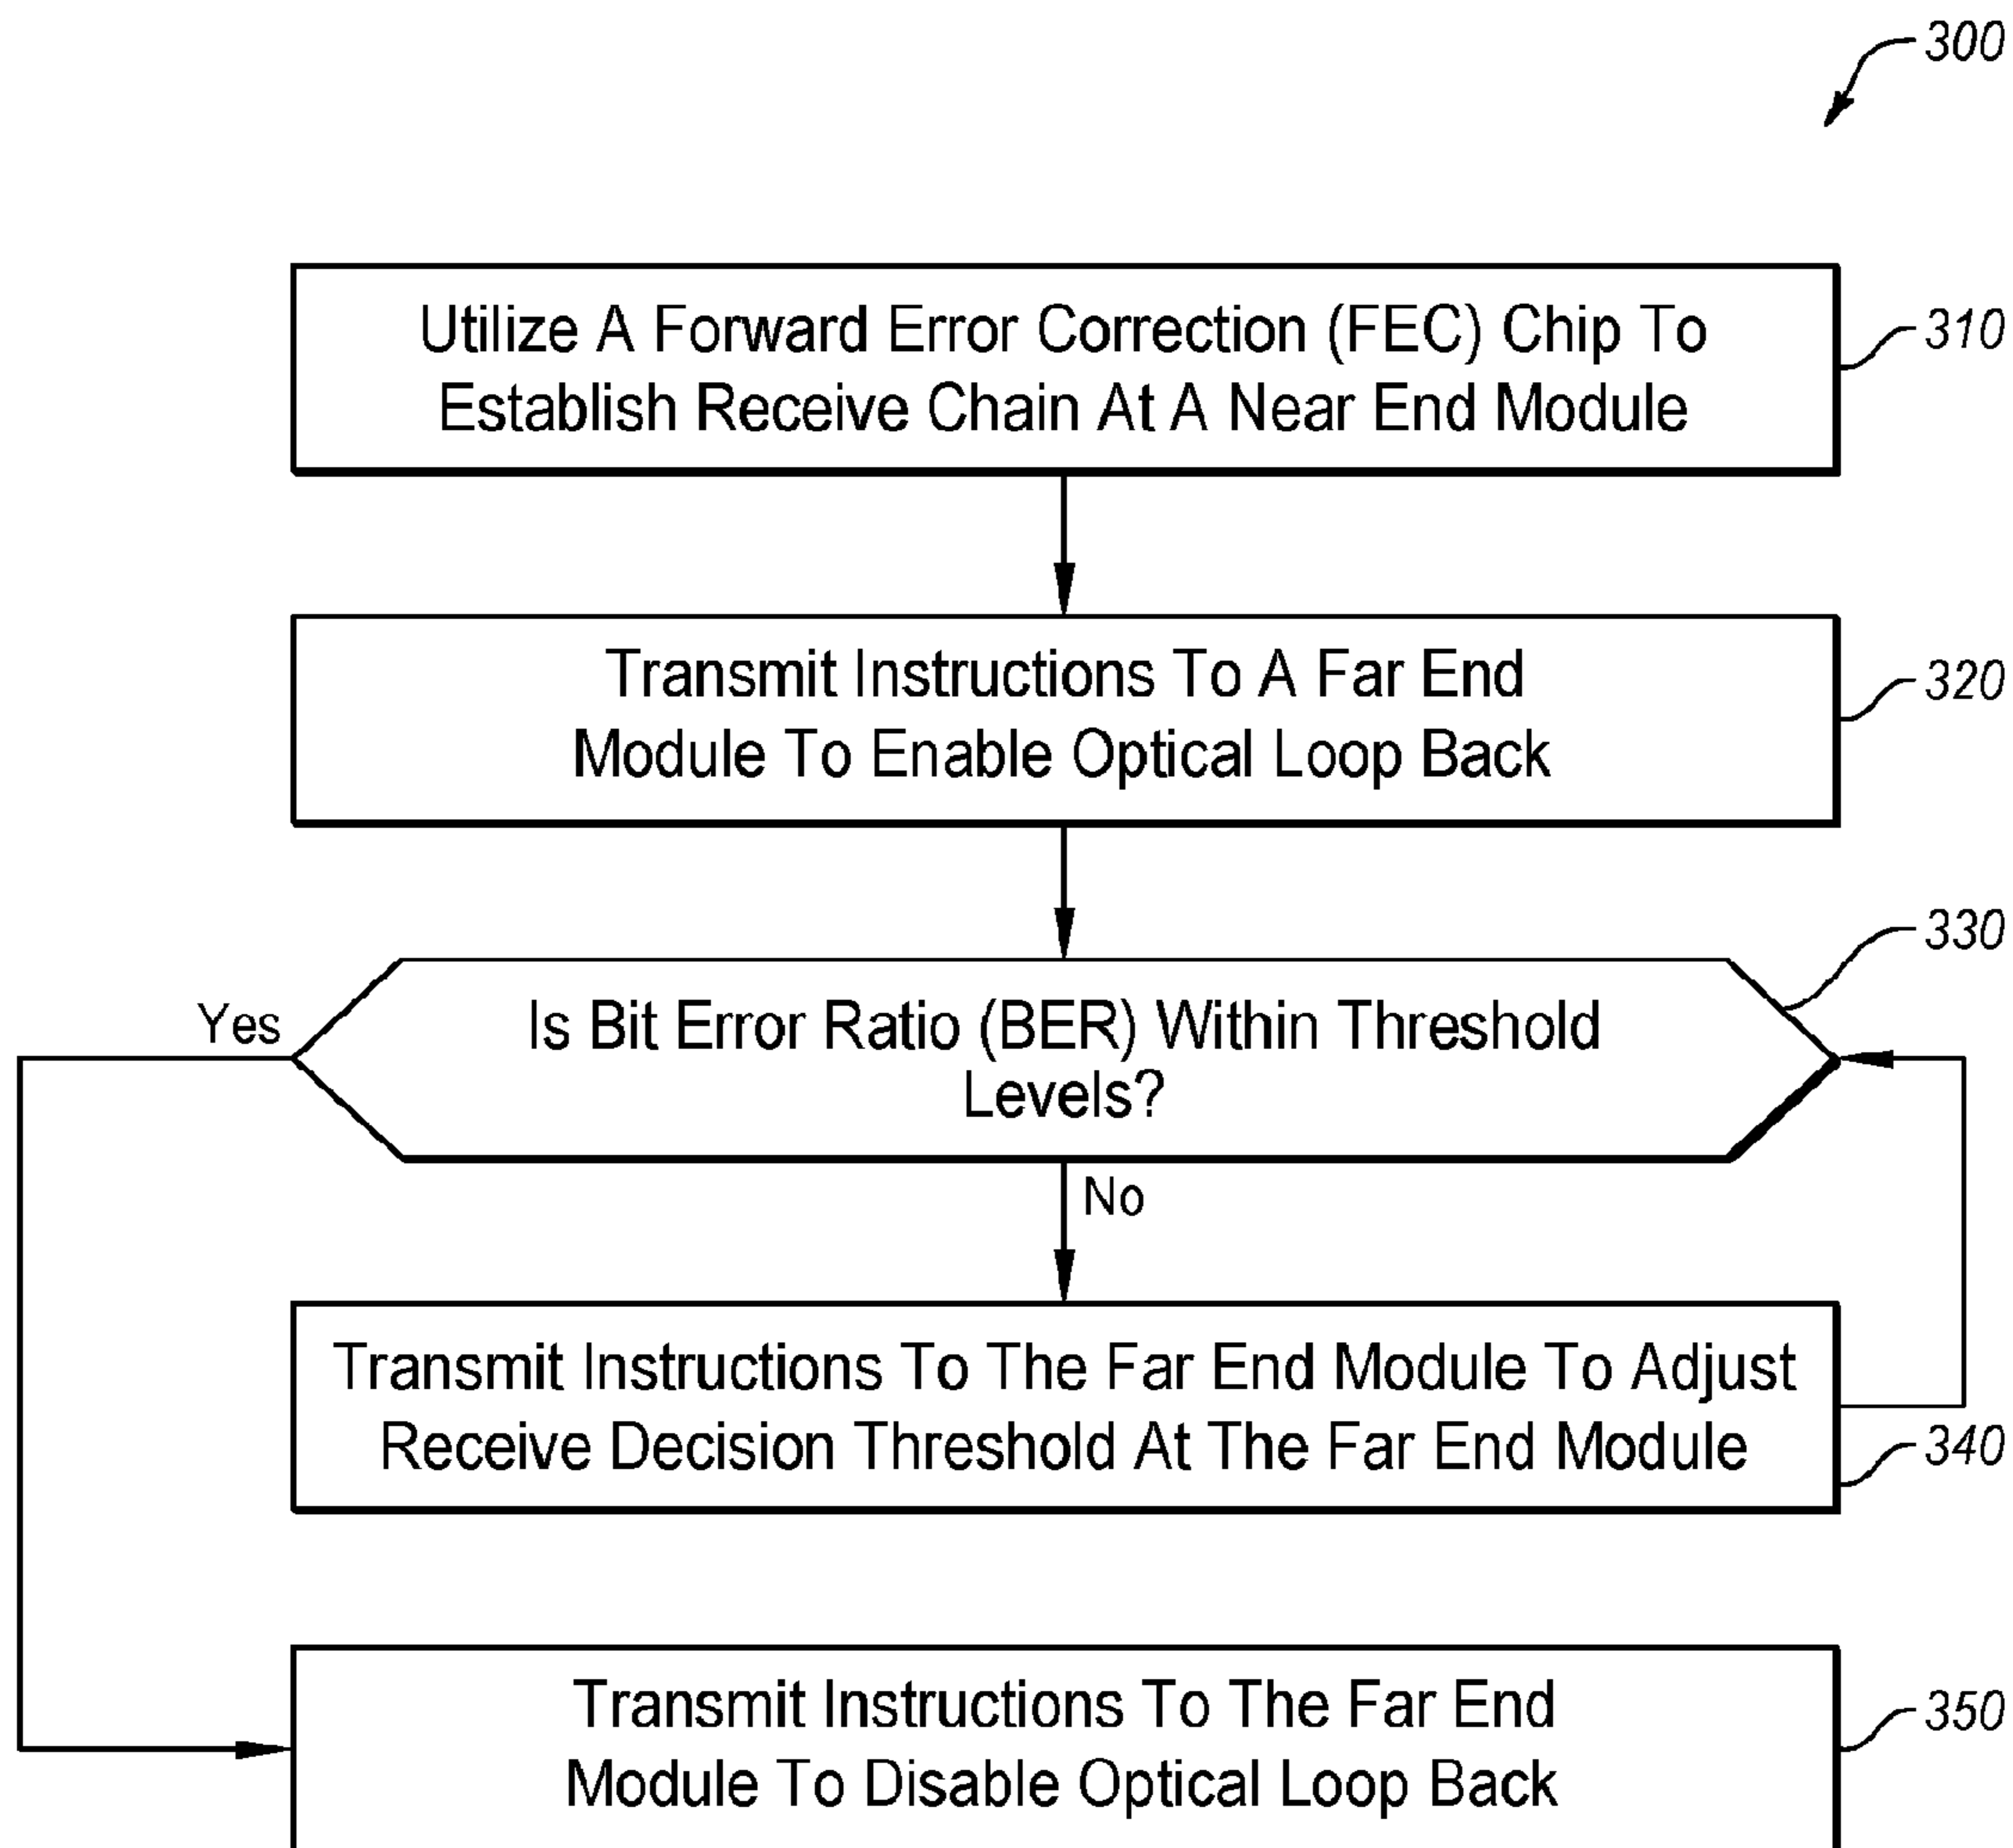 300
Utilize A Forward Error Correction (FEC) Chip To
Establish Receive Chain At A Near End Module
310
Transmit Instructions To A Far End
Module To Enable Optical Loop Back
320
330
Yes
Is Bit Error Ratio (BER) Within Threshold
Levels?
No
Transmit Instructions To The Far End Module To Adjust
Receive Decision Threshold At The Far End Module
340
Transmit Instructions To The Far End
Module To Disable Optical Loop Back
350